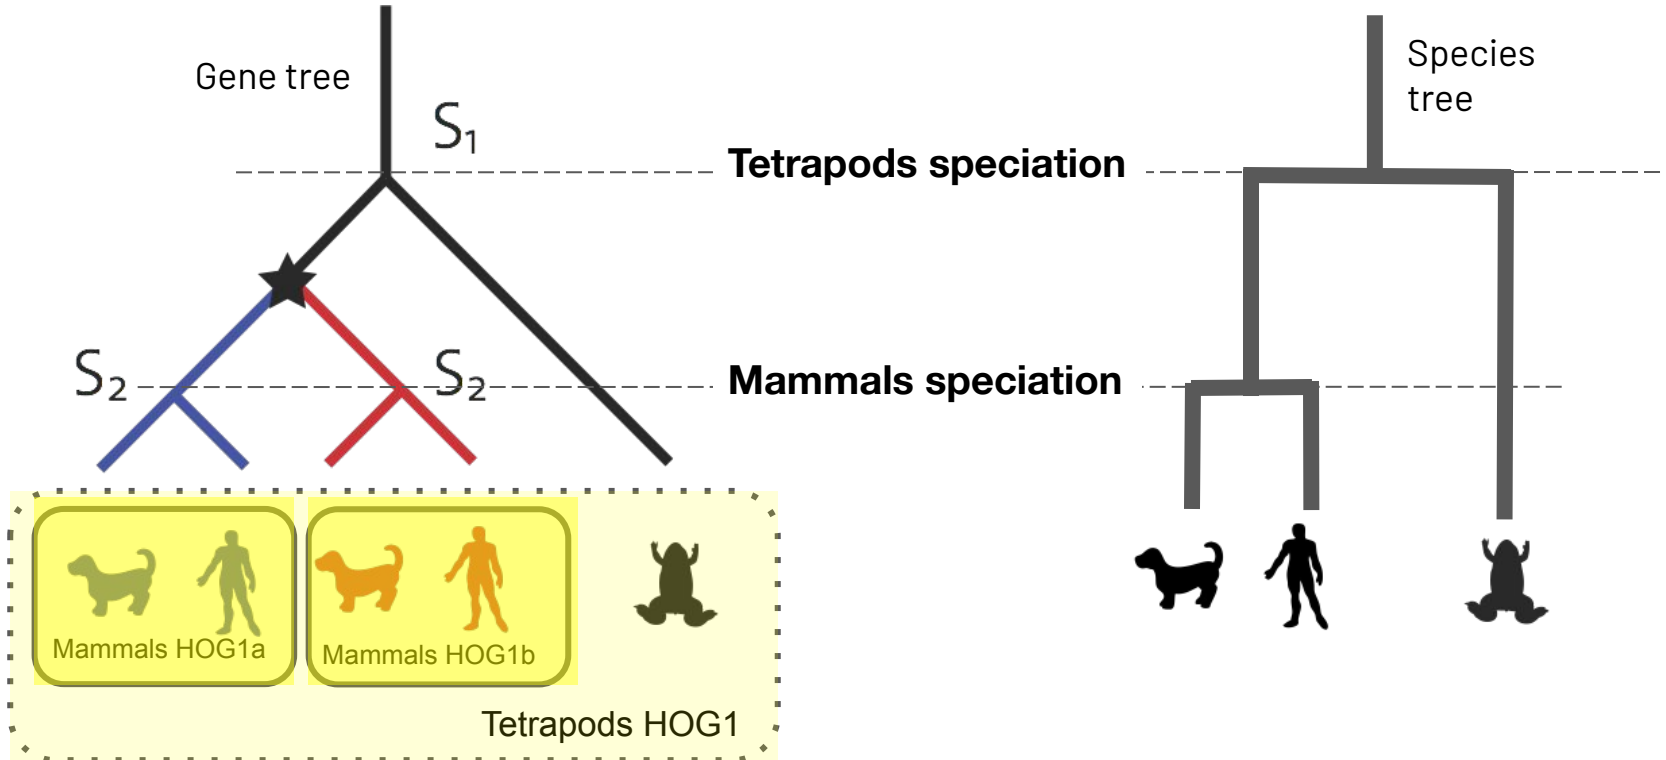 Gene tree
S₁
Species
tree
Tetrapods speciation
S₂
S₂
Mammals speciation
Mammals HOG1a
Mammals HOG1b
Tetrapods HOG1